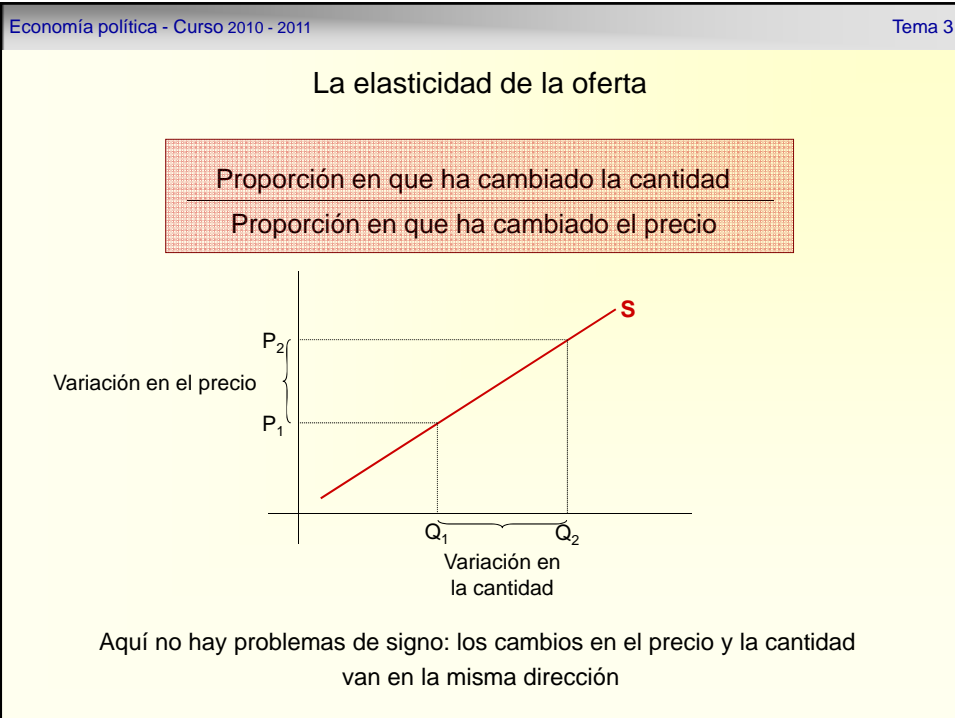 Economía política - Curso 2010 - 2011 Tema 3
La elasticidad de la oferta
Proporción en que ha cambiado la cantidad
Proporción en que ha cambiado el precio
S
P2
Variación en el precio
P1
Q1 Q2
Variación en
la cantidad
Aquí no hay problemas de signo: los cambios en el precio y la cantidad
van en la misma dirección